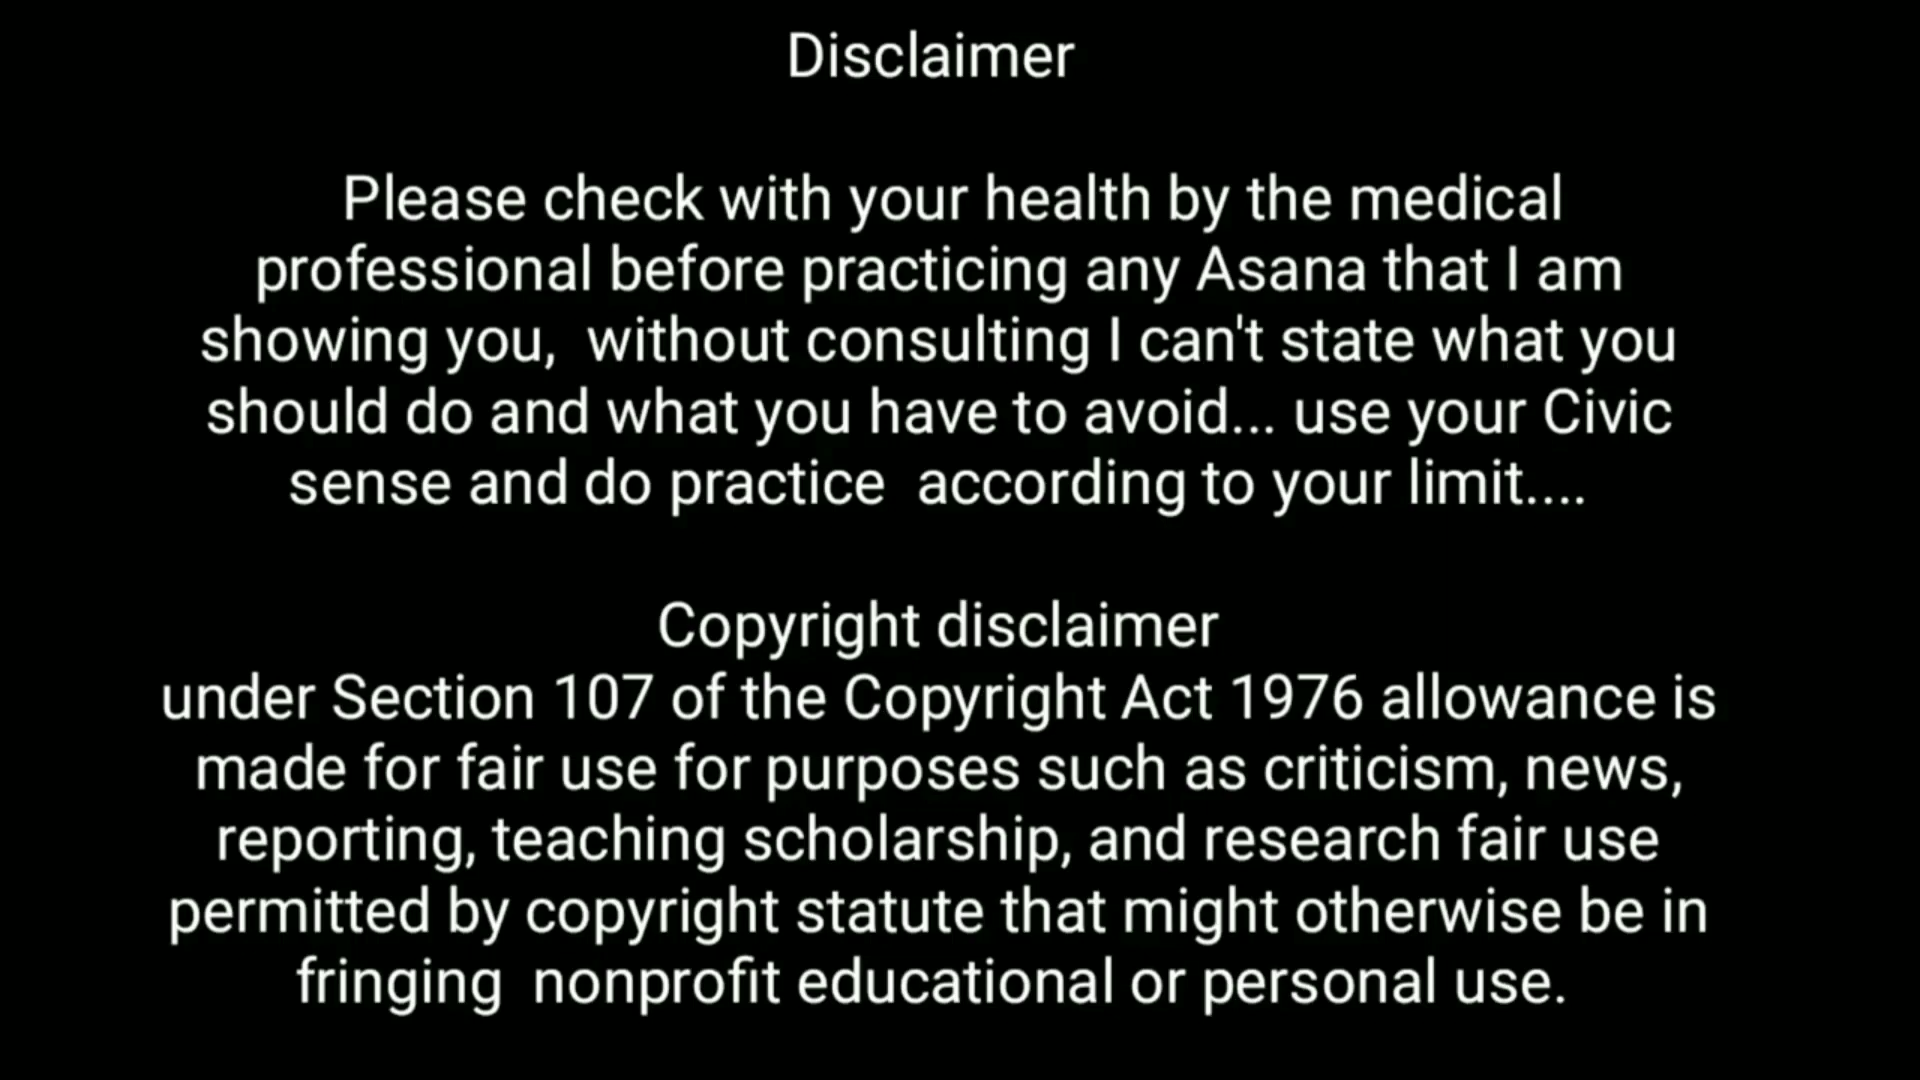 Disclaimer
Please check with your health by the medical
professional before practicing any Asana that I am
showing you,  without consulting I can't state what you
should do and what you have to avoid... use your Civic
sense and do practice  according to your limit....
Copyright disclaimer
under Section 107 of the Copyright Act 1976 allowance is
made for fair use for purposes such as criticism, news,
reporting, teaching scholarship, and research fair use
permitted by copyright statute that might otherwise be in
fringing  nonprofit educational or personal use.